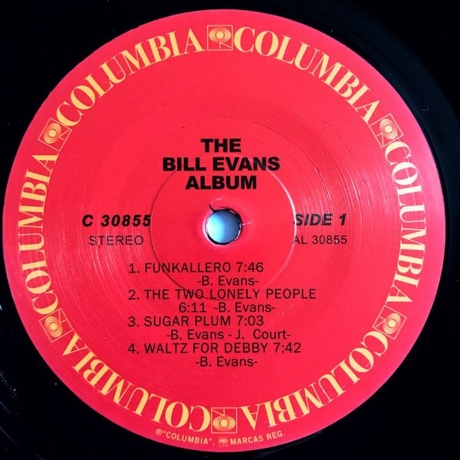 COLUMBIA COLUMBIA COLUMBIA COLUMBIA COLUMBIA COLUMBIA
THE
BILL EVANS
ALBUM
C 30855 SIDE 1
STEREO AL 30855
1. FUNKALLERO 7:46
-B. Evans-
2. THE TWO LONELY PEOPLE
6:11 -B. Evans-
3. SUGAR PLUM 7:03
-B. Evans - J. Court-
4. WALTZ FOR DEBBY 7:42
-B. Evans-
℗"COLUMBIA", MARCAS REG.